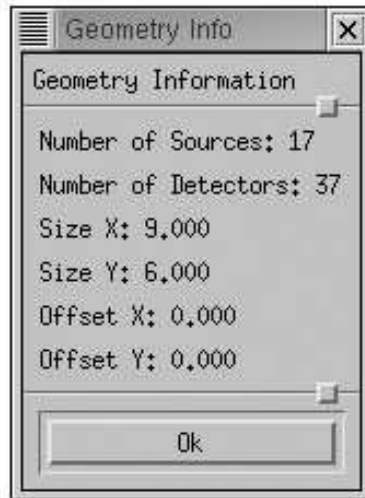 Geometry Info
Geometry Information
Number of Sources: 17
Number of Detectors: 37
Size X: 9.000
Size Y: 6.000
Offset X: 0.000
Offset Y: 0.000
Ok